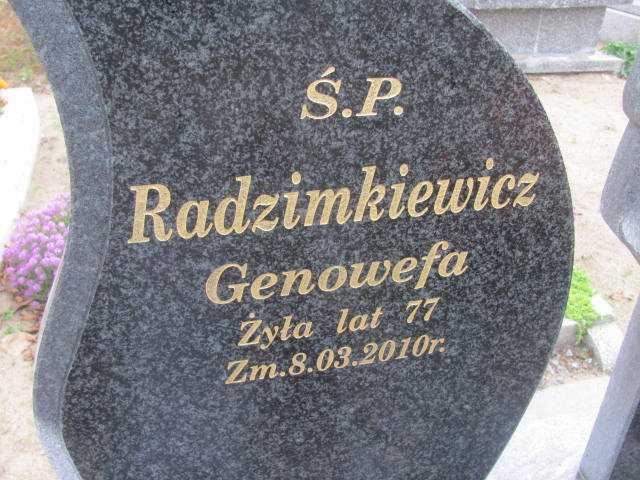 Ś.P.
Radzimkiewicz
Genowefa
Żyła lat 77
Zm.8.03.2010r.